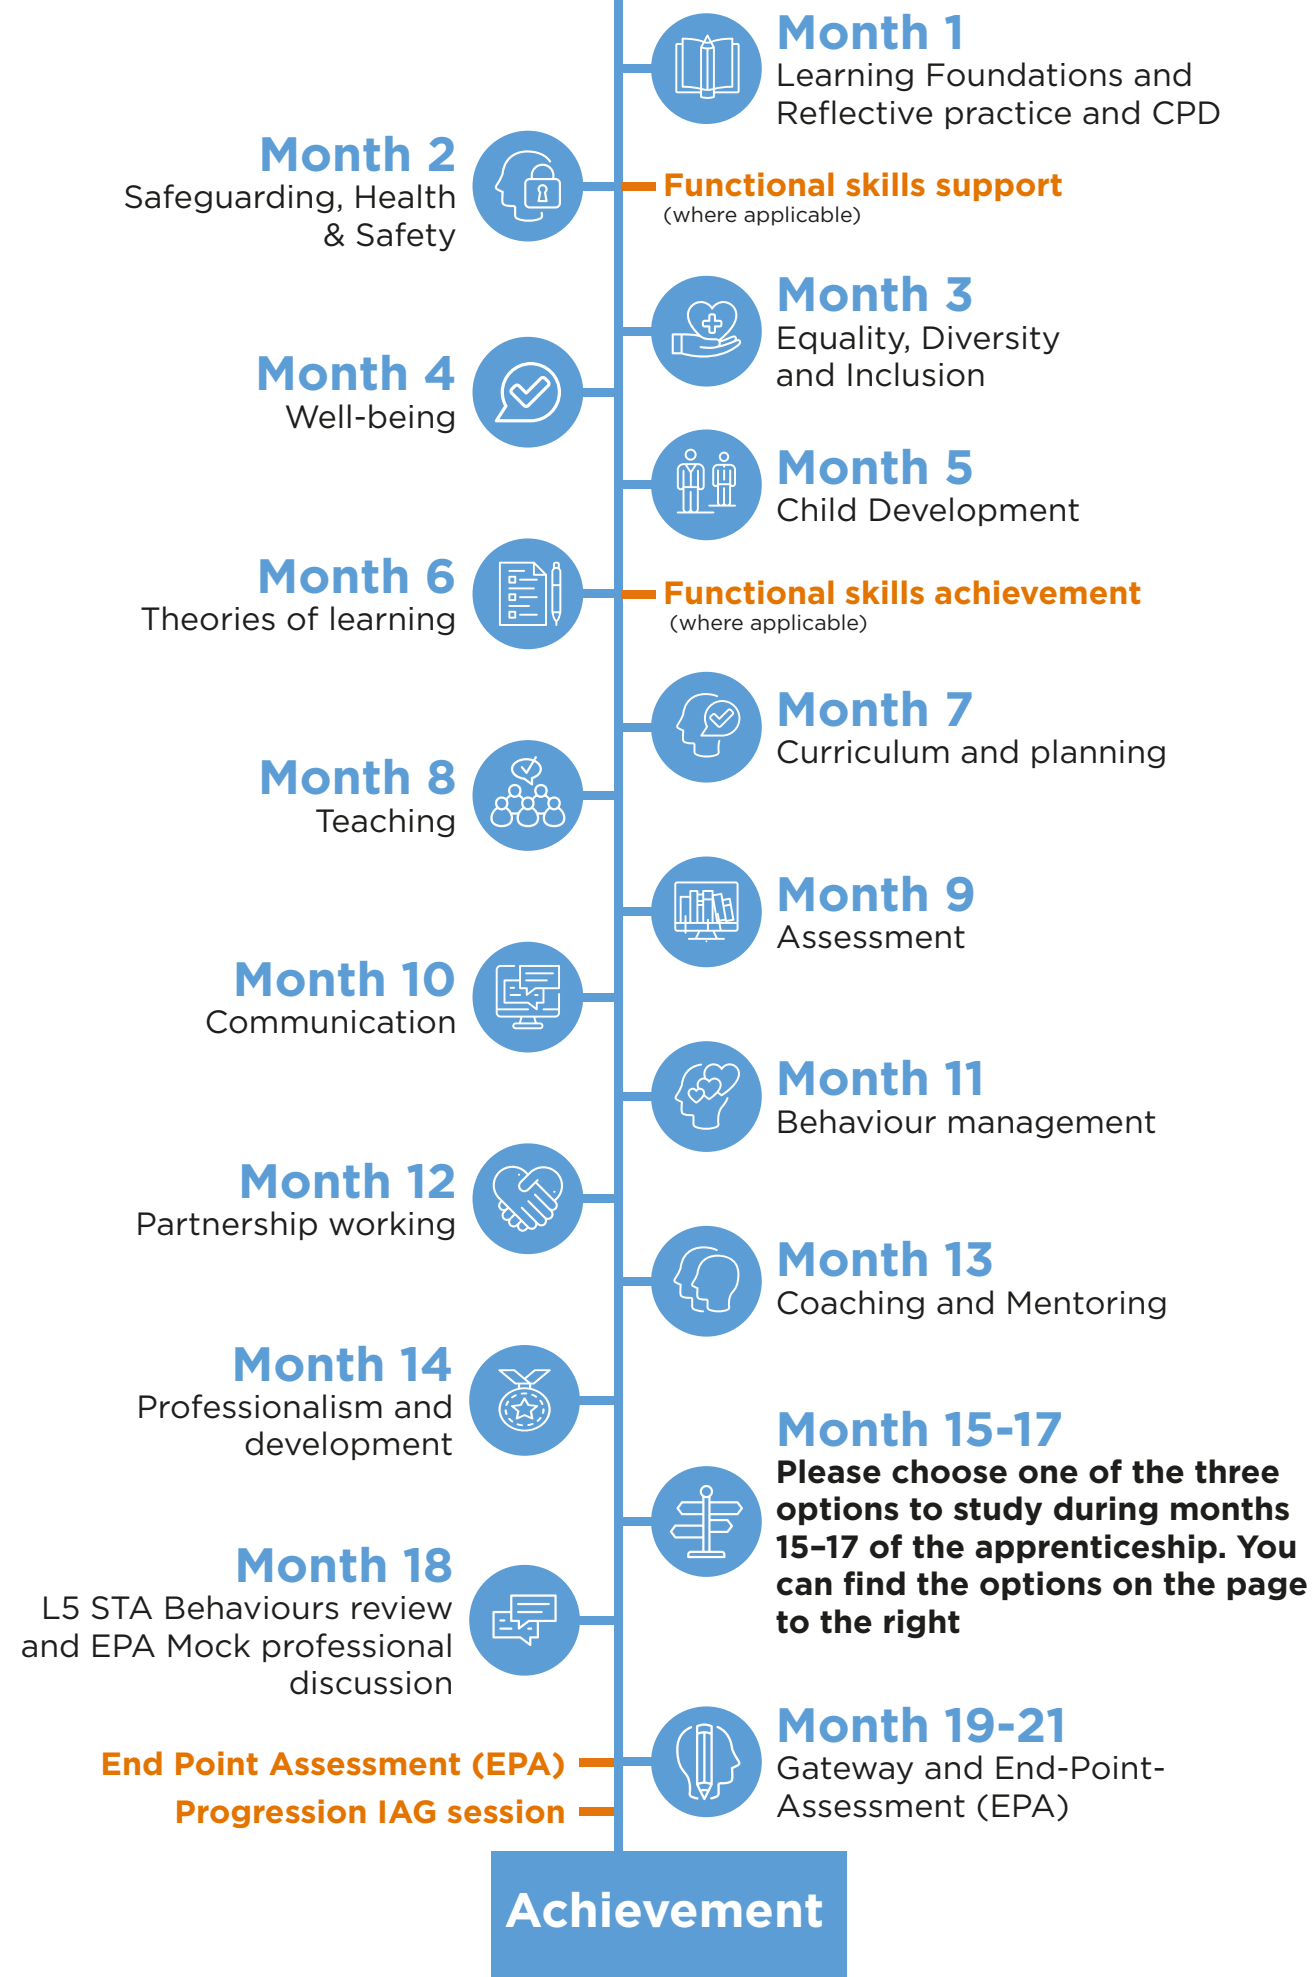 Month 1
Learning Foundations and
Reflective practice and CPD
Month 2
Safeguarding, Health
& Safety
Functional skills support
(where applicable)
Month 3
Equality, Diversity
and Inclusion
Month 4
Well-being
Month 5
Child Development
Month 6
Theories of learning
Functional skills achievement
(where applicable)
Month 7
Curriculum and planning
Month 8
Teaching
Month 9
Assessment
Month 10
Communication
Month 11
Behaviour management
Month 12
Partnership working
Month 13
Coaching and Mentoring
Month 14
Professionalism and
development
Month 15-17
Please choose one of the three
options to study during months
15–17 of the apprenticeship. You
can find the options on the page
to the right
Month 18
L5 STA Behaviours review
and EPA Mock professional
discussion
Month 19-21
Gateway and End-Point-
Assessment (EPA)
End Point Assessment (EPA)
Progression IAG session
Achievement